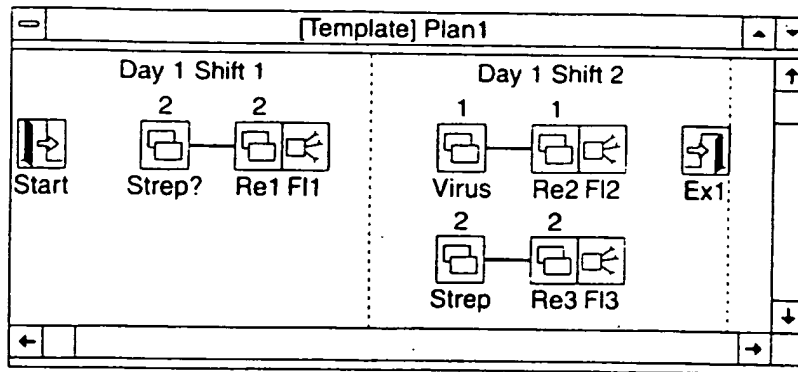 [Template] Plan1
Day 1 Shift 1 Day 1 Shift 2
2 2 1 1
Start Strep? Re1 Fl1 Virus Re2 Fl2 Ex1
2 2
Strep Re3 Fl3